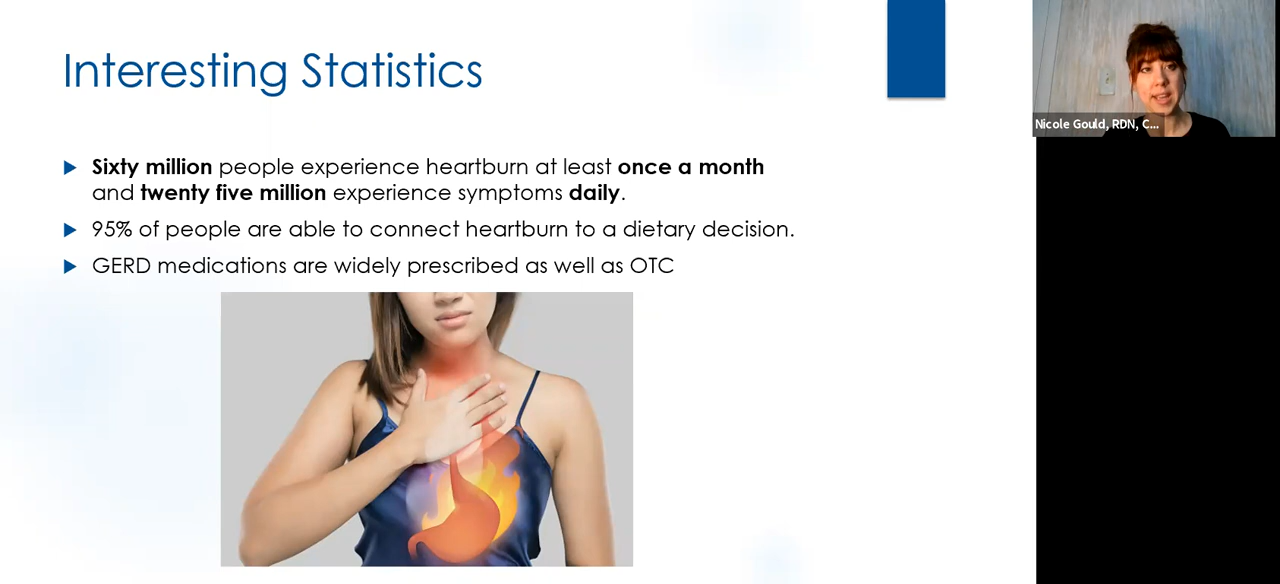 Interesting Statistics
Sixty million people experience heartburn at least once a month
and twenty five million experience symptoms daily.
95% of people are able to connect heartburn to a dietary decision.
GERD medications are widely prescribed as well as OTC
Nicole Gould, RDN, C...